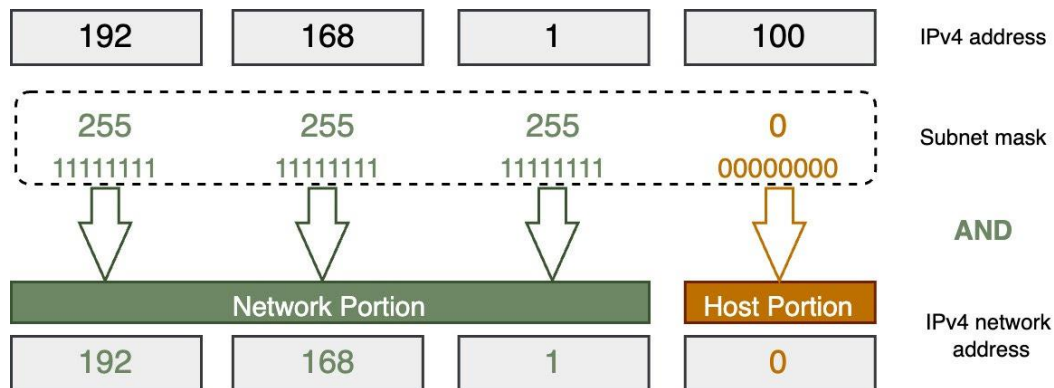 192 168 1 100 IPv4 address
255 255 255 0
Subnet mask
11111111 11111111 11111111 00000000
AND
Network Portion Host Portion
IPv4 network
address
192 168 1 0